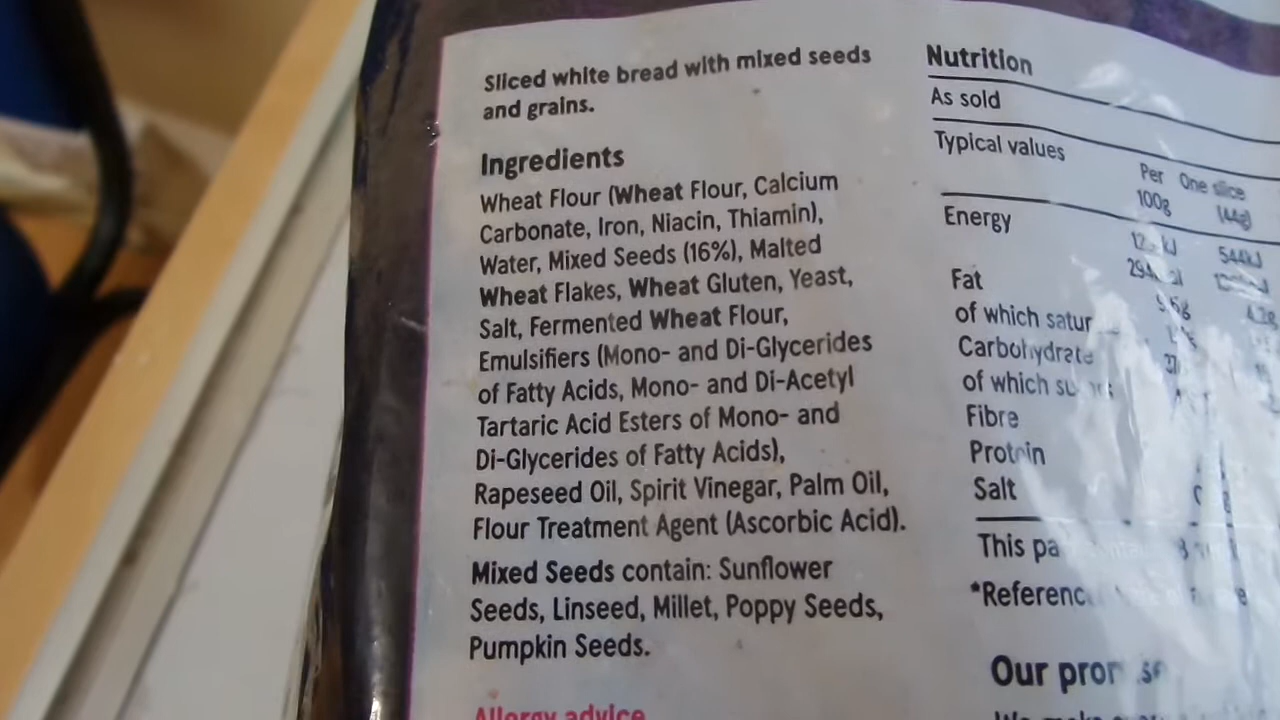 Sliced white bread with mixed seeds
and grains.
Ingredients
Wheat Flour (Wheat Flour, Calcium
Carbonate, Iron, Niacin, Thiamin),
Water, Mixed Seeds (16%), Malted
Wheat Flakes, Wheat Gluten, Yeast,
Salt, Fermented Wheat Flour,
Emulsifiers (Mono- and Di-Glycerides
of Fatty Acids, Mono- and Di-Acetyl
Tartaric Acid Esters of Mono- and
Di-Glycerides of Fatty Acids),
Rapeseed Oil, Spirit Vinegar, Palm Oil,
Flour Treatment Agent (Ascorbic Acid).
Mixed Seeds contain: Sunflower
Seeds, Linseed, Millet, Poppy Seeds,
Pumpkin Seeds.
Allergy advice
Nutrition
As sold
Typical values
Per One slice
100g (44g)
Energy 544kJ
Fat
of which
Carbohydrate
of which
Fibre
Protein
Salt
This
Our